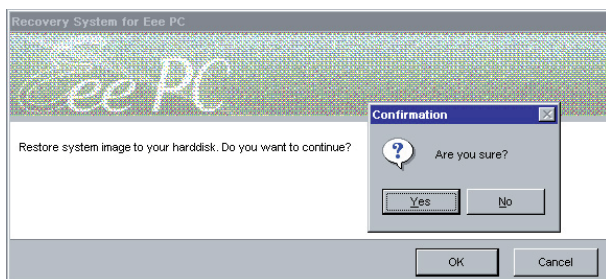 Recovery System for Eee PC
Eee PC
Confirmation
Restore system image to your harddisk. Do you want to continue?
Are you sure?
Yes
No
OK
Cancel